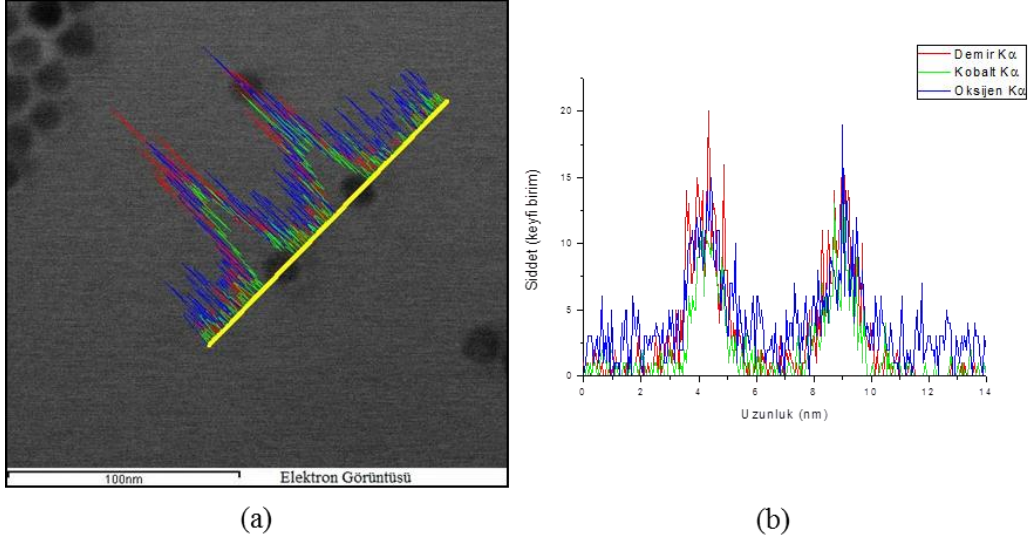 100nm
Elektron Görüntüsü
(a)
Demir Kα
Kobalt Kα
Oksijen Kα
Siddet (keyfi birim)
20
15
10
5
0
0 2 4 6 8 10 12 14
Uzunluk (nm)
(b)